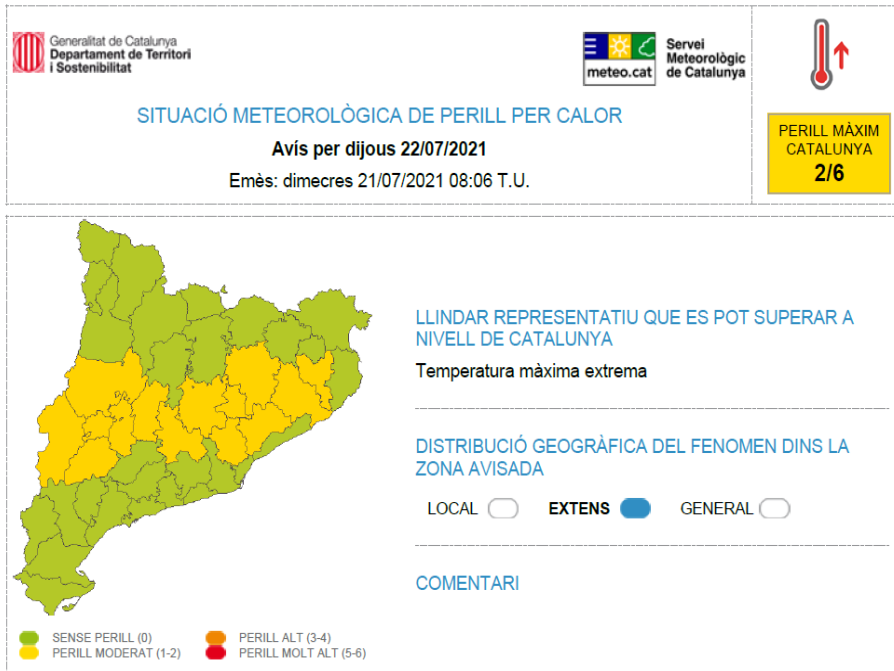 Generalitat de Catalunya
Departament de Territori
i Sostenibilitat
meteo.cat
Servei
Meteorològic
de Catalunya
SITUACIÓ METEOROLÒGICA DE PERILL PER CALOR
Avís per dijous 22/07/2021
Emès: dimecres 21/07/2021 08:06 T.U.
PERILL MÀXIM
CATALUNYA
2/6
LLINDAR REPRESENTATIU QUE ES POT SUPERAR A
NIVELL DE CATALUNYA
Temperatura màxima extrema
DISTRIBUCIÓ GEOGRÀFICA DEL FENOMEN DINS LA
ZONA AVISADA
LOCAL EXTENS GENERAL
COMENTARI
SENSE PERILL (0) PERILL ALT (3-4)
PERILL MODERAT (1-2) PERILL MOLT ALT (5-6)